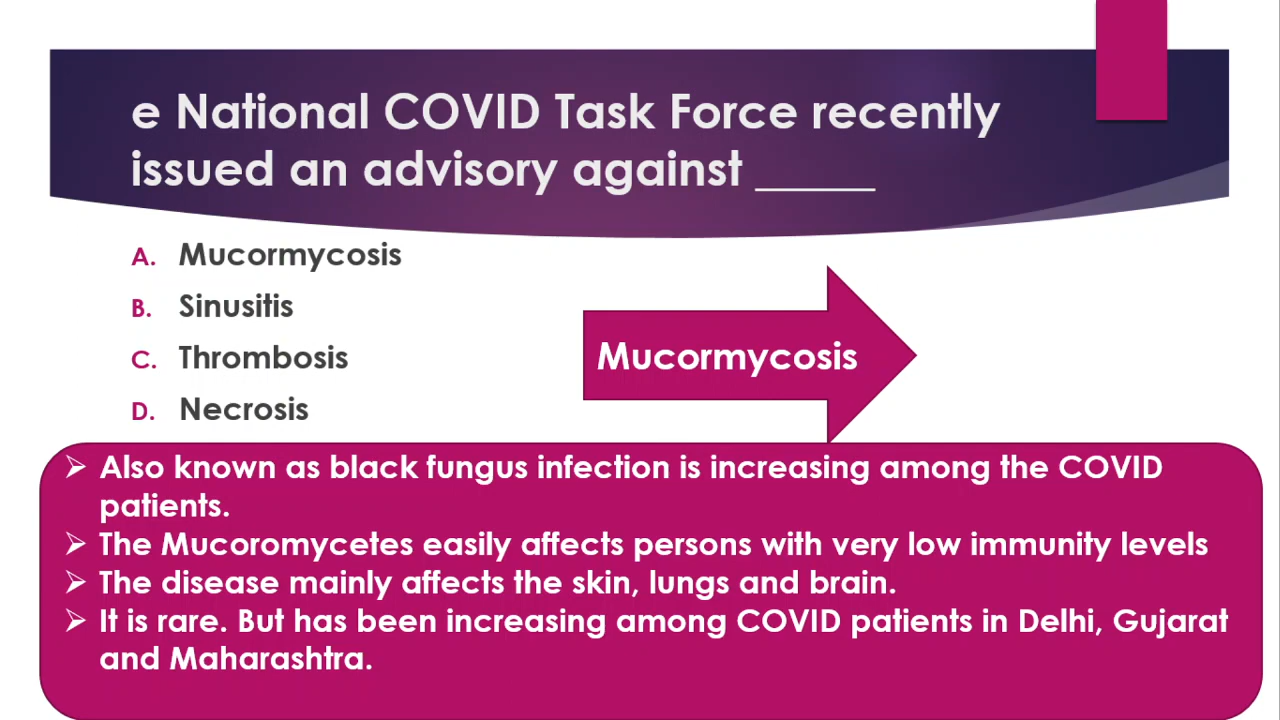 e National COVID Task Force recently
issued an advisory against _____
A. Mucormycosis
B. Sinusitis
C. Thrombosis
D. Necrosis
Mucormycosis
➢ Also known as black fungus infection is increasing among the COVID
patients.
➢ The Mucoromycetes easily affects persons with very low immunity levels
➢ The disease mainly affects the skin, lungs and brain.
➢ It is rare. But has been increasing among COVID patients in Delhi, Gujarat
and Maharashtra.